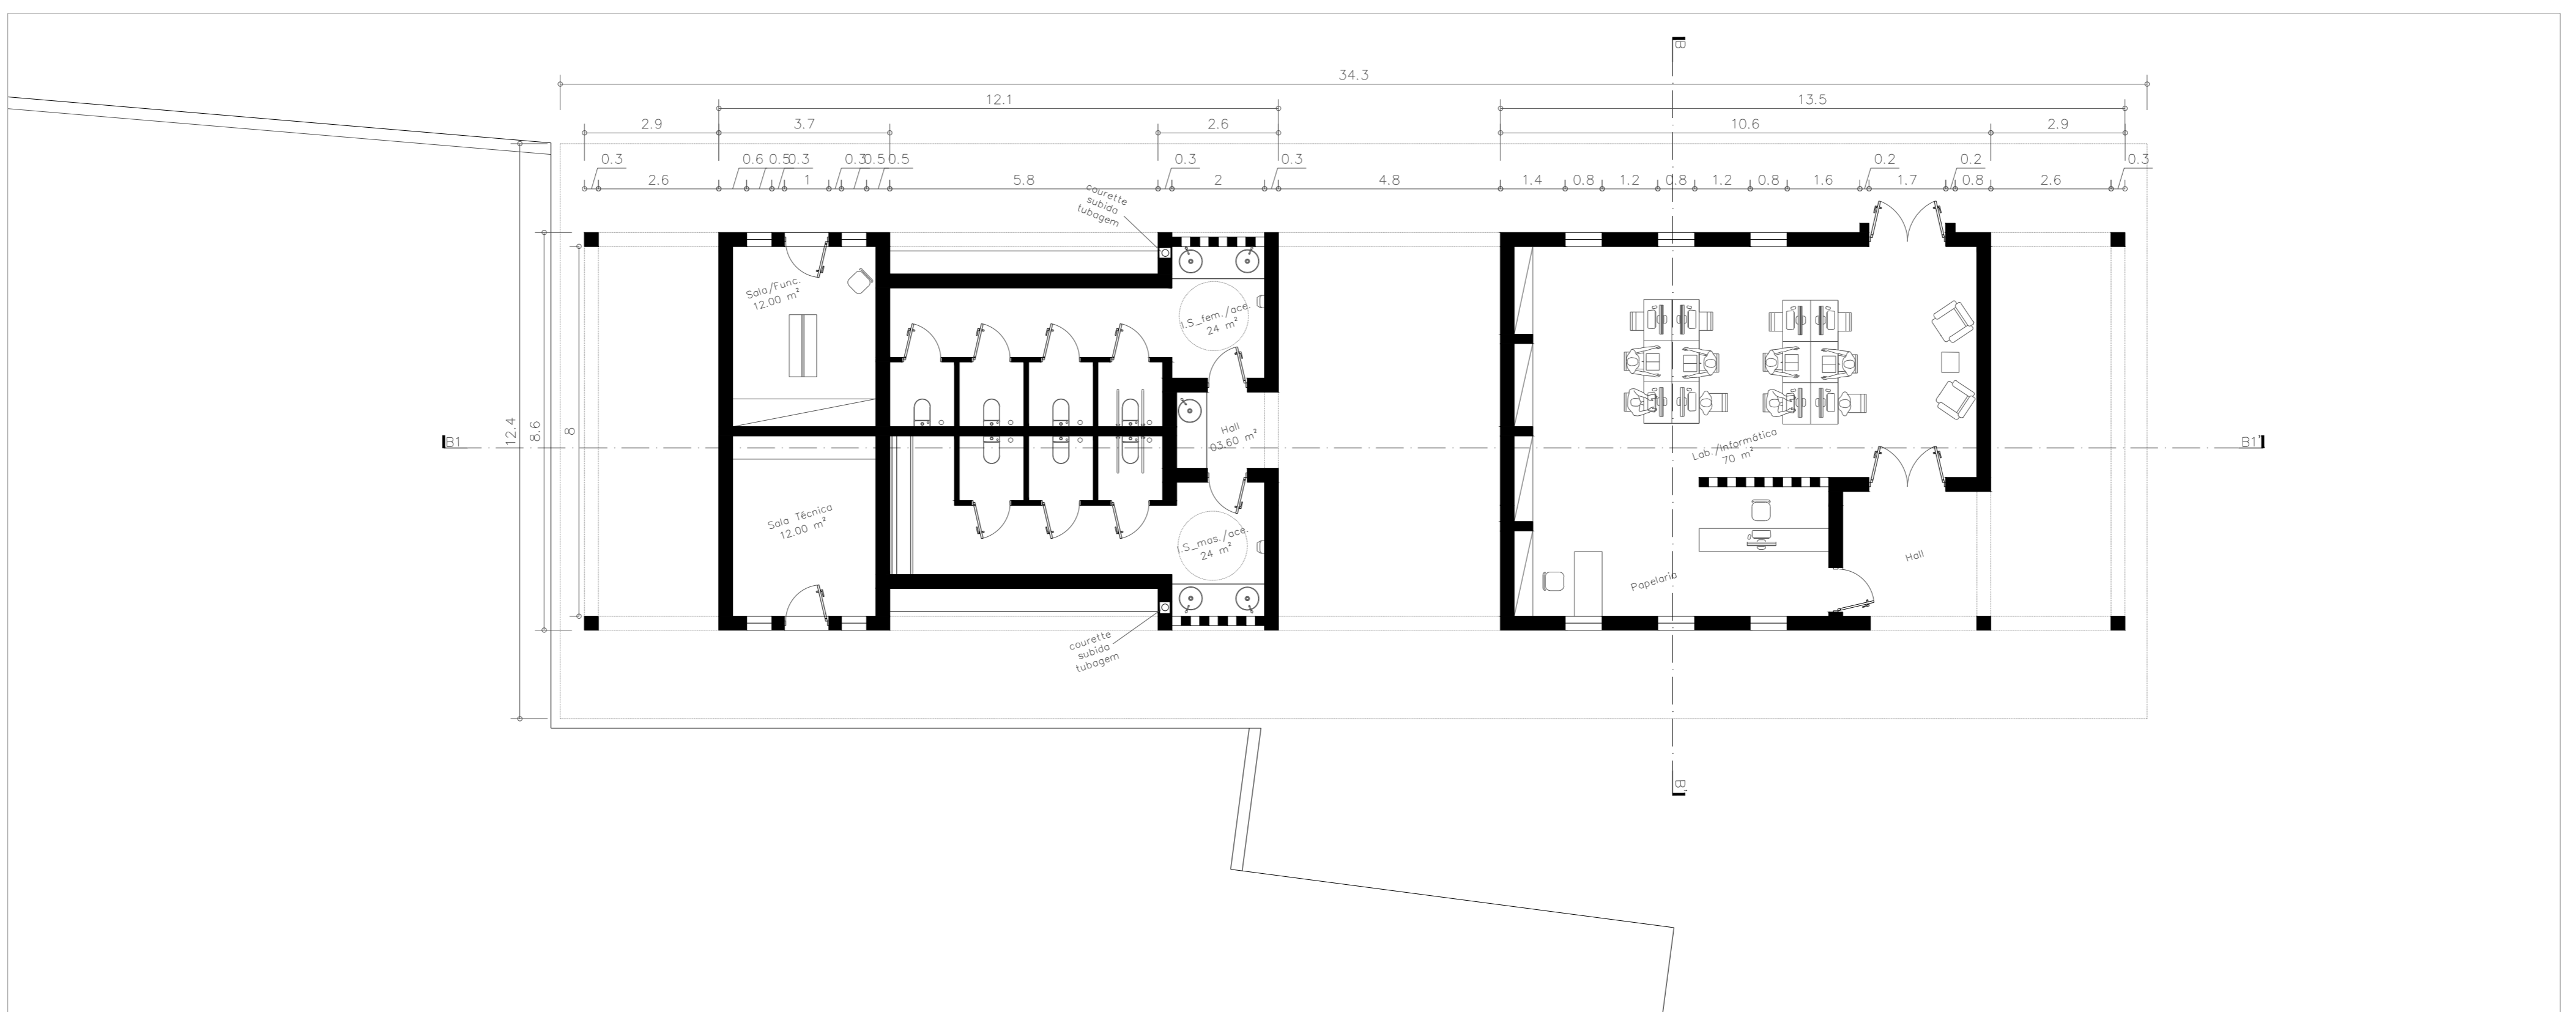 B
34.3
12.1
13.5
2.9
3.7
2.6
10.6
2.9
0.3
0.6
0.5
0.3
0.3
0.5
0.5
0.3
0.3
0.2
0.2
0.3
2.6
1
5.8
2
4.8
1.4
0.8
1.2
0.8
1.2
0.8
1.6
1.7
0.8
2.6
courette
subida
tubagem
Sala/Func.
12.00 m²
I.S_fem./ace.
24 m²
12.4
8.6
8
B1
Hall
03.60 m²
Lab./Informática
70 m²
B1'
Sala Técnica
12.00 m²
I.S_mas./ace.
24 m²
Papelaria
Hall
courette
subida
tubagem
B'